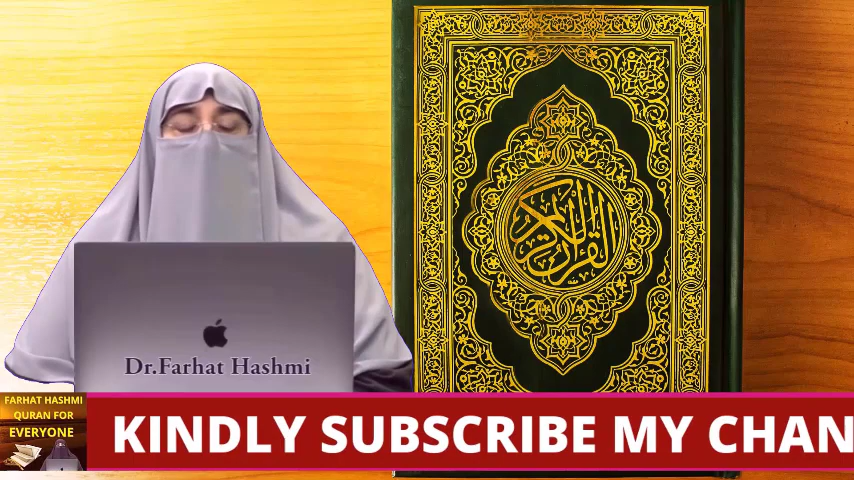 القرآن الكريم
Dr.Farhat Hashmi
FARHAT HASHMI
QURAN FOR
EVERYONE
KINDLY SUBSCRIBE MY CHAN